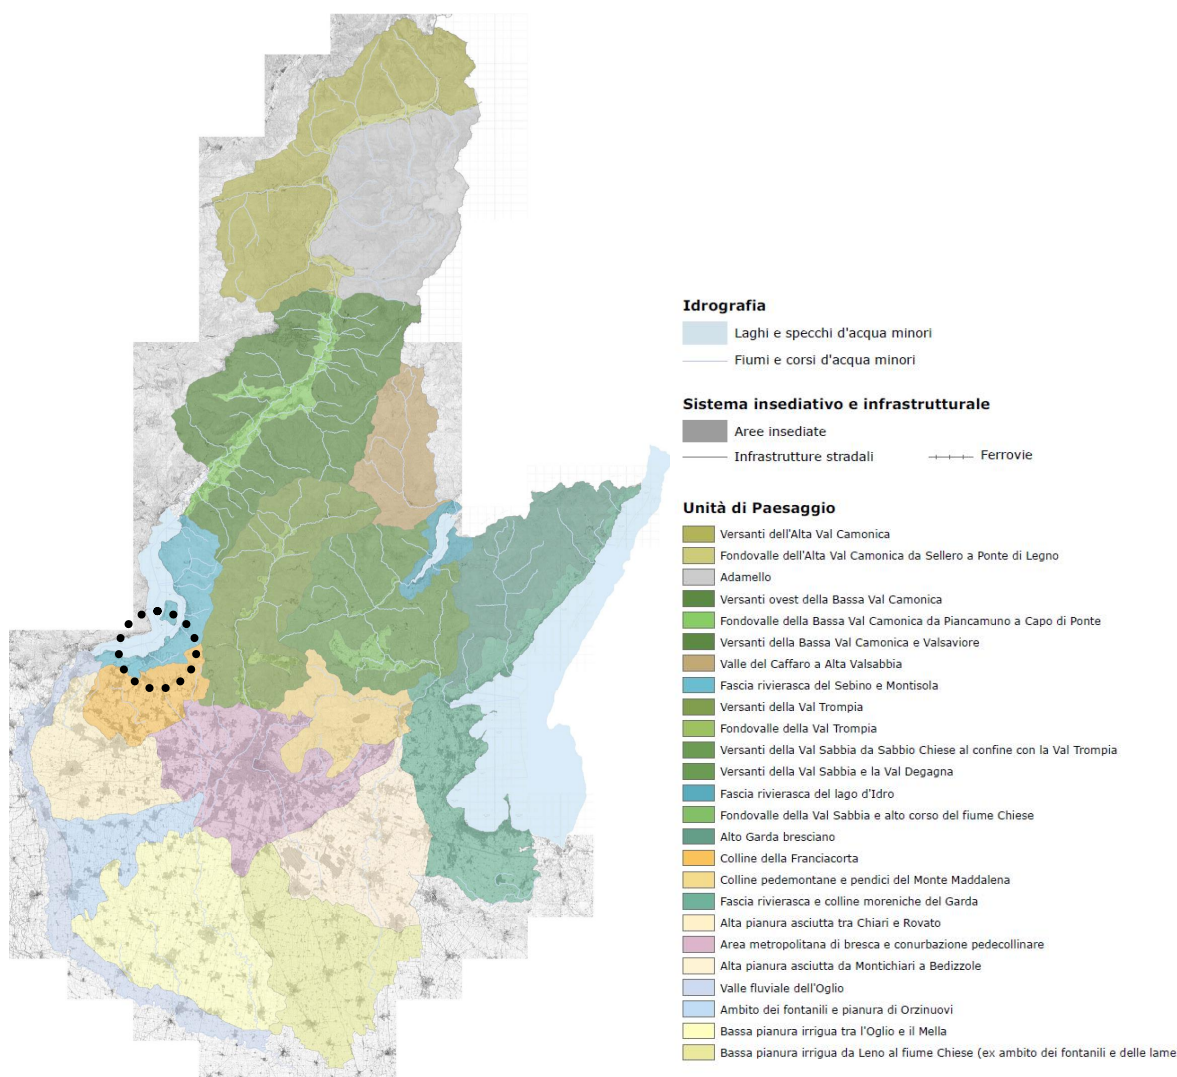 Idrografia
Laghi e specchi d'acqua minori
Fiumi e corsi d'acqua minori
Sistema insediativo e infrastrutturale
Aree insediate
Infrastrutture stradali
Ferrovie
Unità di Paesaggio
Versanti dell'Alta Val Camonica
Fondovalle dell'Alta Val Camonica da Sellero a Ponte di Legno
Adamello
Versanti ovest della Bassa Val Camonica
Fondovalle della Bassa Val Camonica da Piancamuno a Capo di Ponte
Versanti della Bassa Val Camonica e Valsaviore
Valle del Caffaro a Alta Valsabbia
Fascia rivierasca del Sebino e Montisola
Versanti della Val Trompia
Fondovalle della Val Trompia
Versanti della Val Sabbia da Sabbio Chiese al confine con la Val Trompia
Versanti della Val Sabbia e la Val Degagna
Fascia rivierasca del lago d'Idro
Fondovalle della Val Sabbia e alto corso del fiume Chiese
Alto Garda bresciano
Colline della Franciacorta
Colline pedemontane e pendici del Monte Maddalena
Fascia rivierasca e colline moreniche del Garda
Alta pianura asciutta tra Chiari e Rovato
Area metropolitana di bresca e conurbazione pedecollinare
Alta pianura asciutta da Montichiari a Bedizzole
Valle fluviale dell'Oglio
Ambito dei fontanili e pianura di Orzinuovi
Bassa pianura irrigua tra l'Oglio e il Mella
Bassa pianura irrigua da Leno al fiume Chiese (ex ambito dei fontanili e delle lame